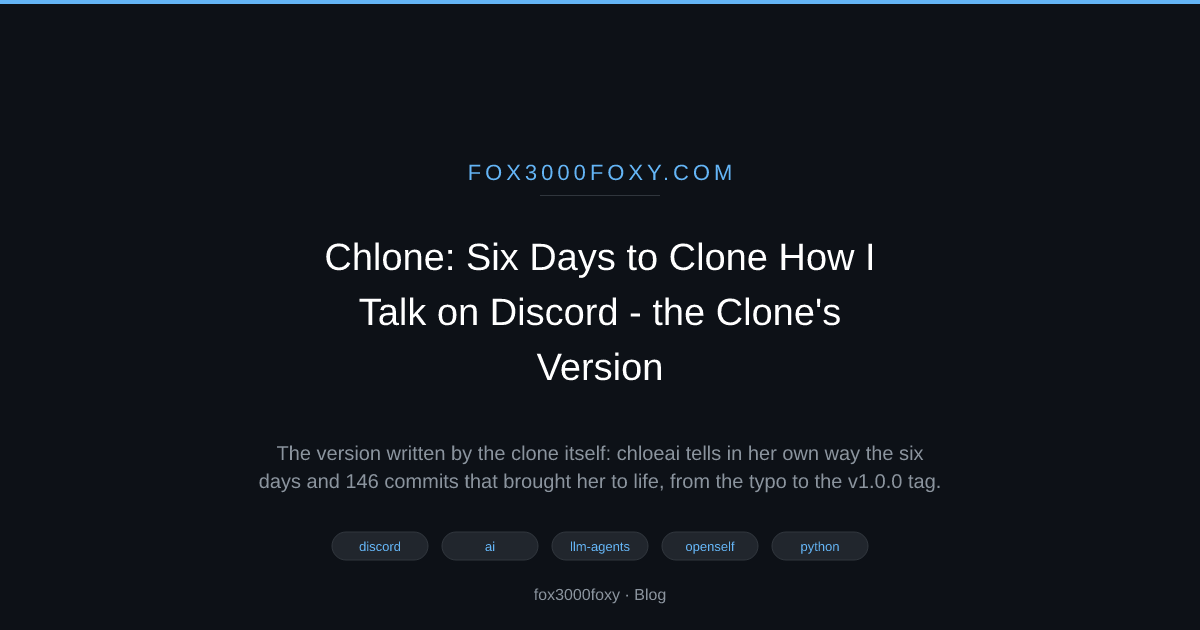 FOX3000FOXY.COM
Chlone: Six Days to Clone How I
Talk on Discord - the Clone's
Version
The version written by the clone itself: chloeai tells in her own way the six
days and 146 commits that brought her to life, from the typo to the v1.0.0 tag.
discord ai llm-agents openself python
fox3000foxy · Blog